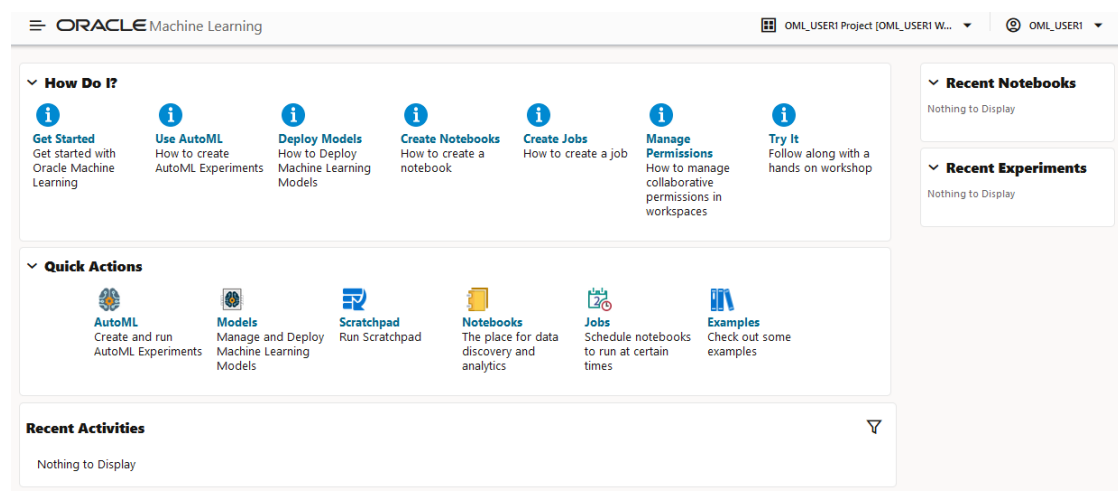 ORACLE Machine Learning
OML_USER1 Project [OML_USER1 W...
OML_USER1
How Do I?
Get Started
Get started with
Oracle Machine
Learning
Use AutoML
How to create
AutoML Experiments
Deploy Models
How to Deploy
Machine Learning
Models
Create Notebooks
How to create a
notebook
Create Jobs
How to create a job
Manage
Permissions
How to manage
collaborative
permissions in
workspaces
Try It
Follow along with a
hands on workshop
Quick Actions
AutoML
Create and run
AutoML Experiments
Models
Manage and Deploy
Machine Learning
Models
Scratchpad
Run Scratchpad
Notebooks
The place for data
discovery and
analytics
2
Jobs
Schedule notebooks
to run at certain
times
Examples
Check out some
examples
Recent Activities
Nothing to Display
Recent Notebooks
Nothing to Display
Recent Experiments
Nothing to Display